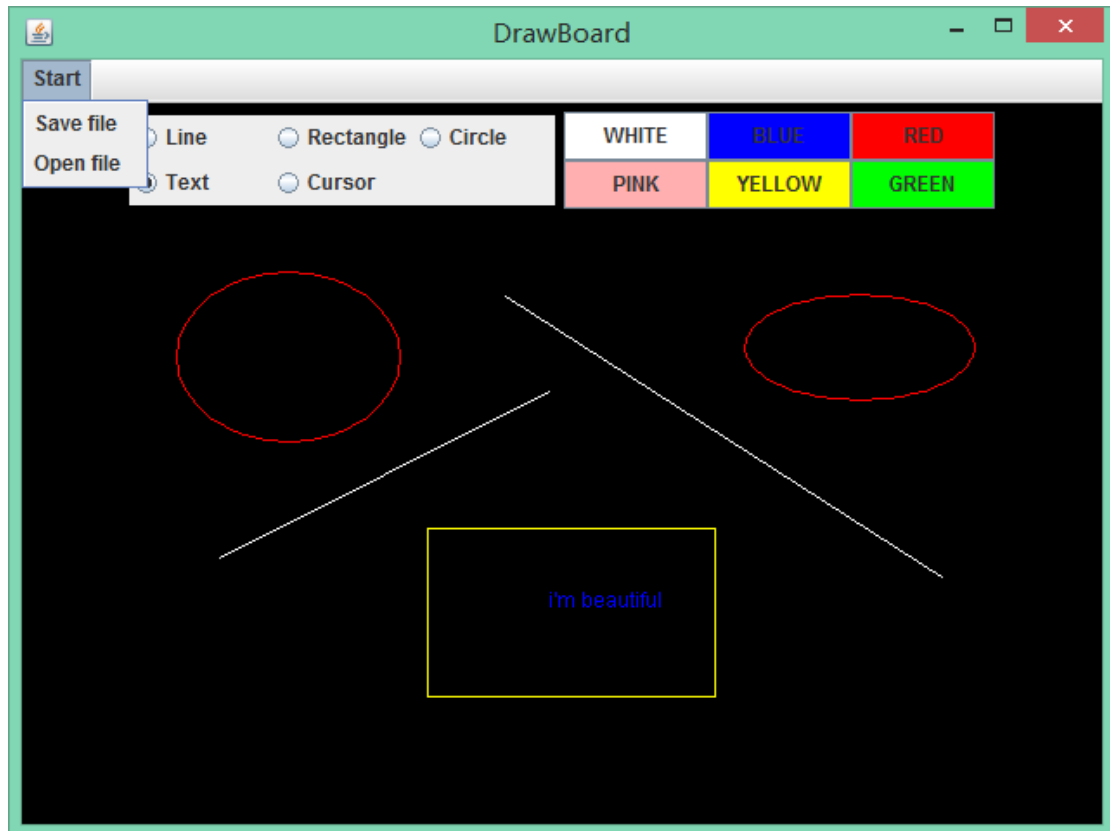 DrawBoard
Start
Save file
Open file
Line Rectangle Circle
Text Cursor
WHITE BLUE RED
PINK YELLOW GREEN
i'm beautiful